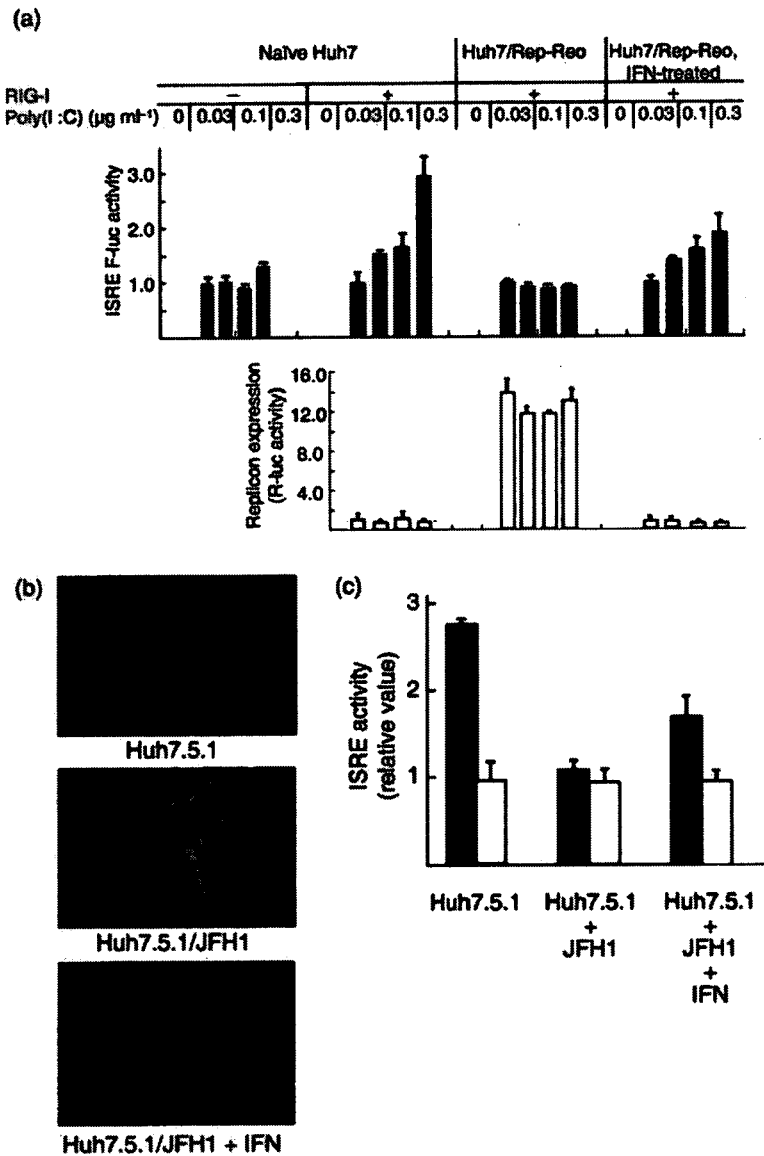 (a)
Naïve Huh7 Huh7/Rep-Reo Huh7/Rep-Reo,
IFN-treated
RIG-I − + + +
Poly(I :C) (μg ml⁻¹) 0 0.03 0.1 0.3 0 0.03 0.1 0.3 0 0.03 0.1 0.3 0 0.03 0.1 0.3
ISRE F-luc activity
3.0
2.0
1.0
Replicon expression
(R-luc activity)
16.0
12.0
8.0
4.0
(b)
Huh7.5.1
Huh7.5.1/JFH1
Huh7.5.1/JFH1 + IFN
(c)
ISRE activity
(relative value)
3
2
1
Huh7.5.1 Huh7.5.1 Huh7.5.1
+ +
JFH1 JFH1
+
IFN